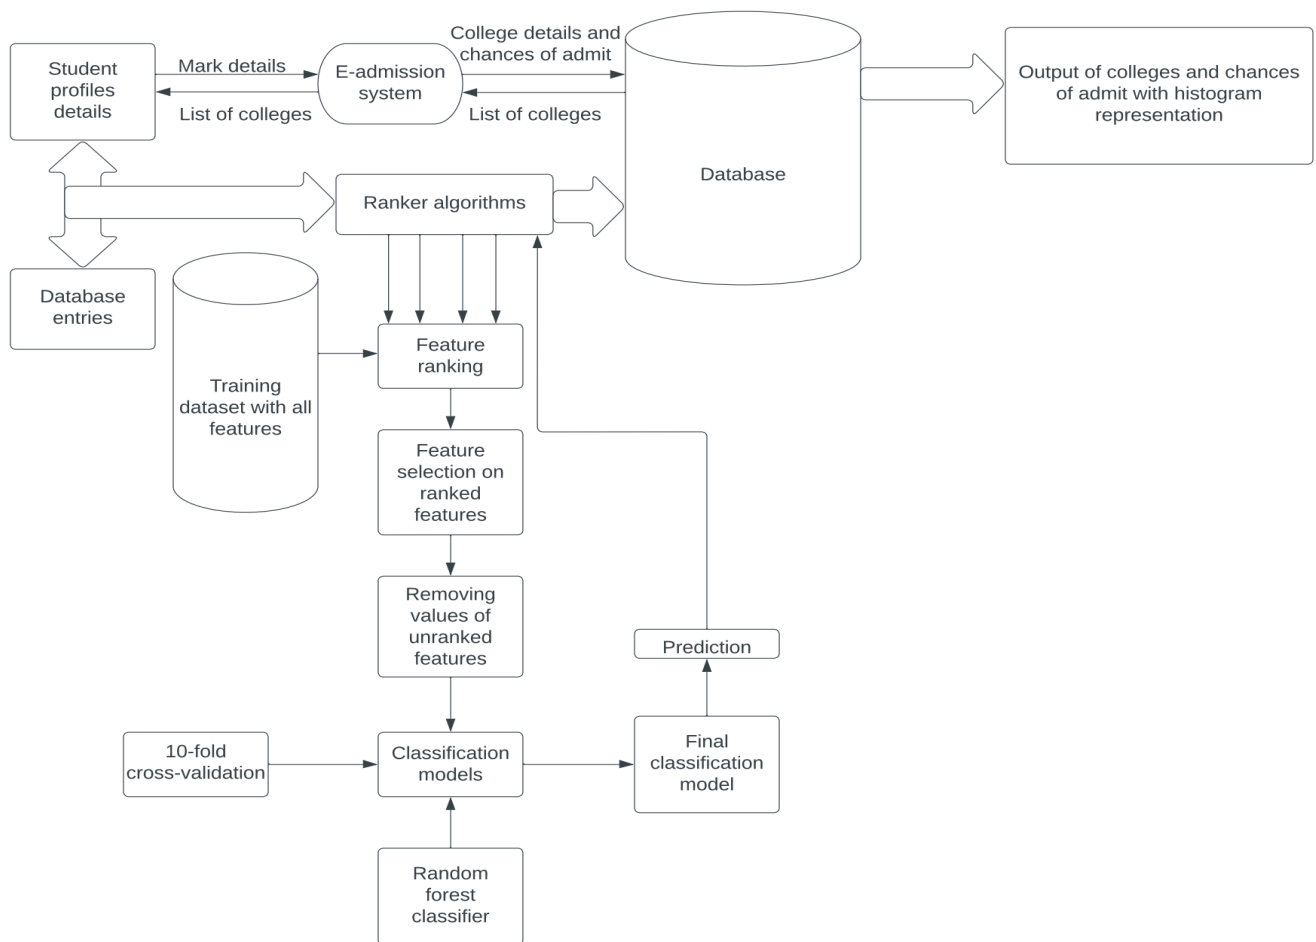 College details and
chances of admit
Student
profiles
details
Mark details
E-admission
system
List of colleges
List of colleges
Output of colleges and chances
of admit with histogram
representation
Database
Ranker algorithms
Database
entries
Training
dataset with all
features
Feature
ranking
Feature
selection on
ranked
features
Removing
values of
unranked
features
Prediction
10-fold
cross-validation
Classification
models
Final
classification
model
Random
forest
classifier